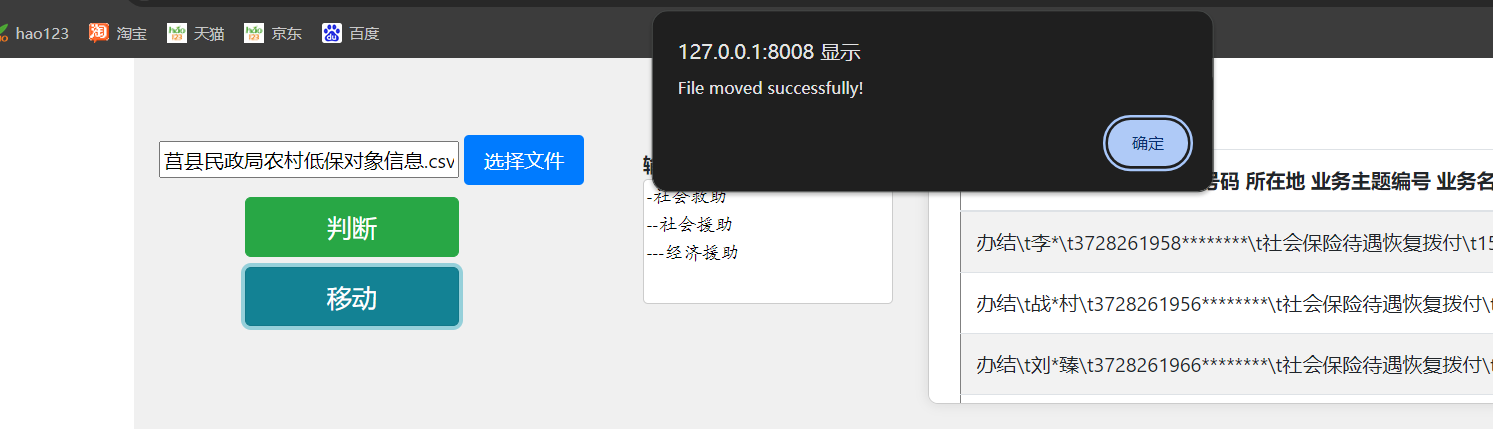 hao123 淘宝 天猫 京东 百度
127.0.0.1:8008 显示
File moved successfully!
确定
莒县民政局农村低保对象信息.csv 选择文件
判断
移动
-社会救助
--社会援助
---经济援助
号码 所在地 业务主题编号 业务名
办结\t李*\t3728261958********\t社会保险待遇恢复拨付\t15
办结\t战*村\t3728261956********\t社会保险待遇恢复拨付\t
办结\t刘*臻\t3728261966********\t社会保险待遇恢复拨付\t